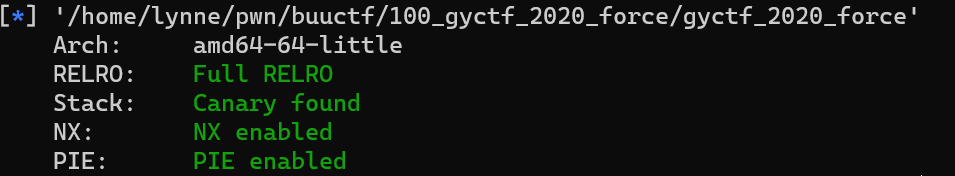 [*] '/home/lynne/pwn/buuctf/100_gyctf_2020_force/gyctf_2020_force'
    Arch:     amd64-64-little
    RELRO:    Full RELRO
    Stack:    Canary found
    NX:       NX enabled
    PIE:      PIE enabled